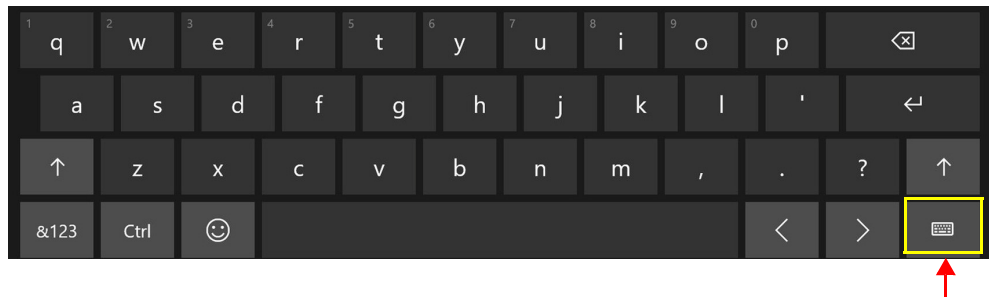 1 q 2 w 3 e 4 r 5 t 6 y 7 u 8 i 9 o 0 p
a s d f g h j k l '
z x c v b n m , . ?
&123 Ctrl